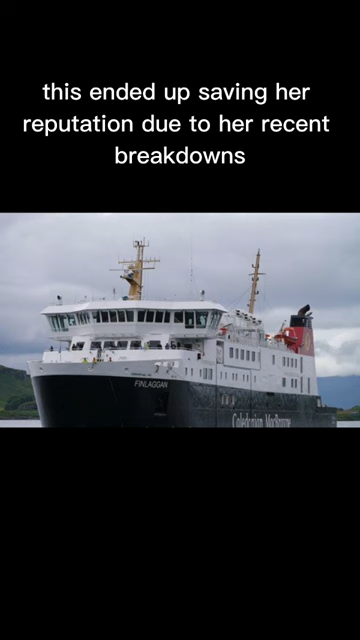 this ended up saving her
reputation due to her recent
breakdowns
FINLAGGAN
Caledonian MacBrayne